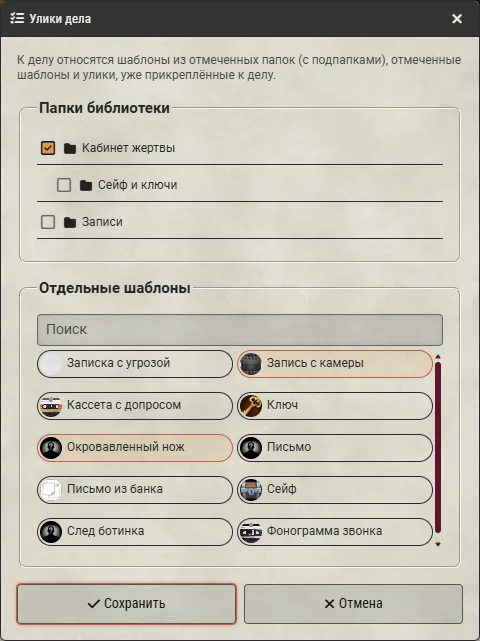 Улики дела
К делу относятся шаблоны из отмеченных папок (с подпапками), отмеченные
шаблоны и улики, уже прикреплённые к делу.
Папки библиотеки
Кабинет жертвы
Сейф и ключи
Записи
Отдельные шаблоны
Поиск
Записка с угрозой
Запись с камеры
Кассета с допросом
Ключ
Окровавленный нож
Письмо
Письмо из банка
Сейф
След ботинка
Фонограмма звонка
Сохранить
Отмена